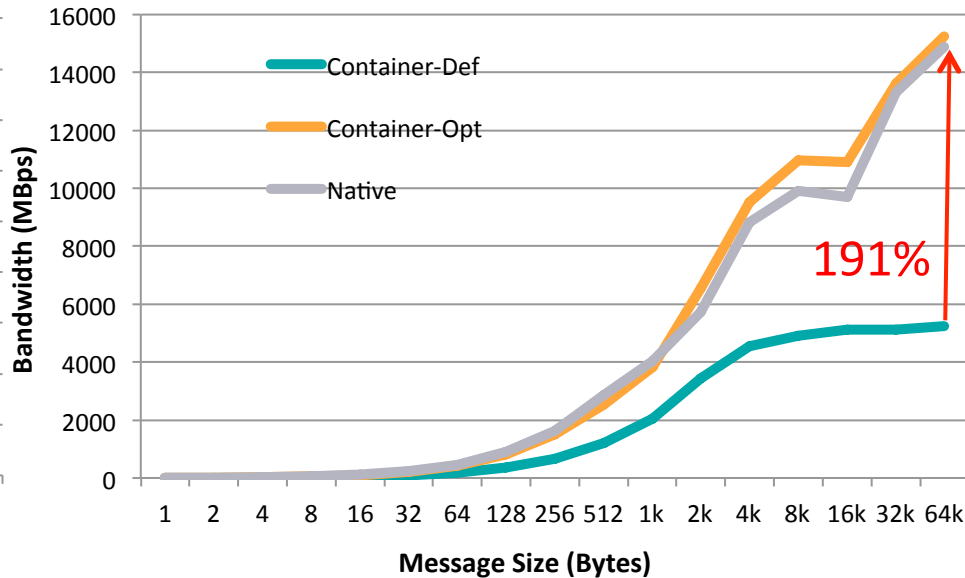 16000
14000
12000
10000
8000
6000
4000
2000
0
Bandwidth (MBps)
Container-Def
Container-Opt
Native
191%
1 2 4 8 16 32 64 128 256 512 1k 2k 4k 8k 16k 32k 64k
Message Size (Bytes)